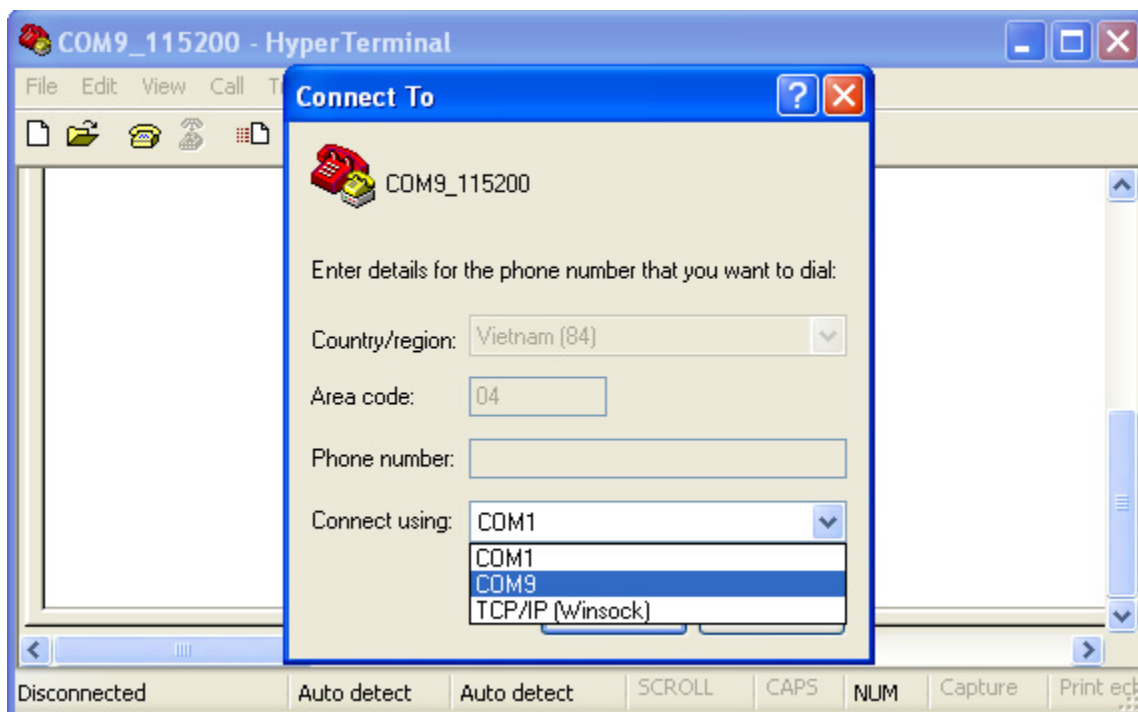 COM9_115200 - HyperTerminal
File Edit View Call
Connect To
COM9_115200
Enter details for the phone number that you want to dial:
Country/region: Vietnam (84)
Area code: 04
Phone number:
Connect using: COM1
COM1
COM9
TCP/IP (Winsock)
Disconnected Auto detect Auto detect SCROLL CAPS NUM Capture Print